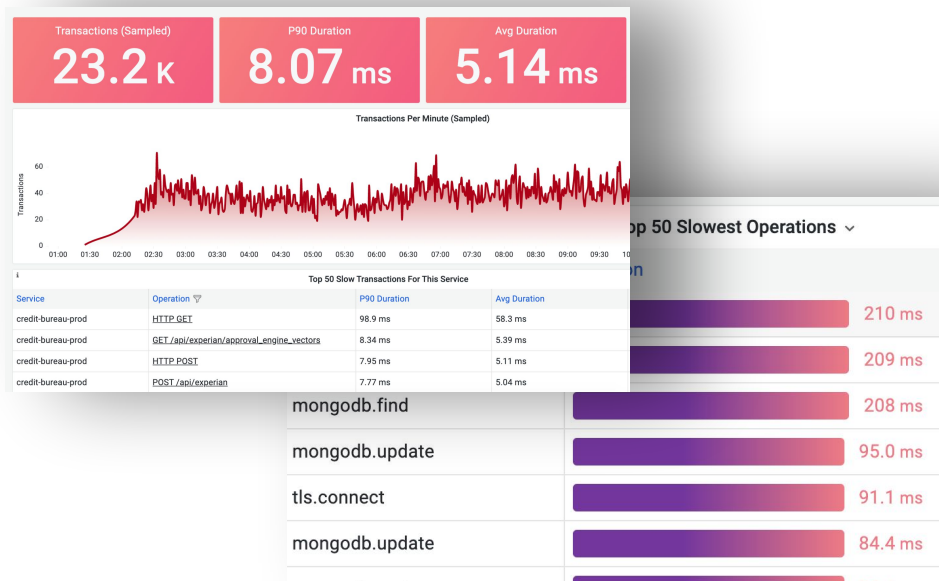 Transactions (Sampled) P90 Duration Avg Duration
23.2 K 8.07 ms 5.14 ms
Transactions Per Minute (Sampled)
Transactions
60
40
20
0
01:00 01:30 02:00 02:30 03:00 03:30 04:00 04:30 05:00 05:30 06:00 06:30 07:00 07:30 08:00 08:30 09:00 09:30 10
i
Top 50 Slow Transactions For This Service
Service Operation P90 Duration Avg Duration
credit-bureau-prod HTTP GET 98.9 ms 58.3 ms
credit-bureau-prod GET /api/experian/approval_engine_vectors 8.34 ms 5.39 ms
credit-bureau-prod HTTP POST 7.95 ms 5.11 ms
credit-bureau-prod POST /api/experian 7.77 ms 5.04 ms
op 50 Slowest Operations
on
210 ms
209 ms
mongodb.find 208 ms
mongodb.update 95.0 ms
tls.connect 91.1 ms
mongodb.update 84.4 ms